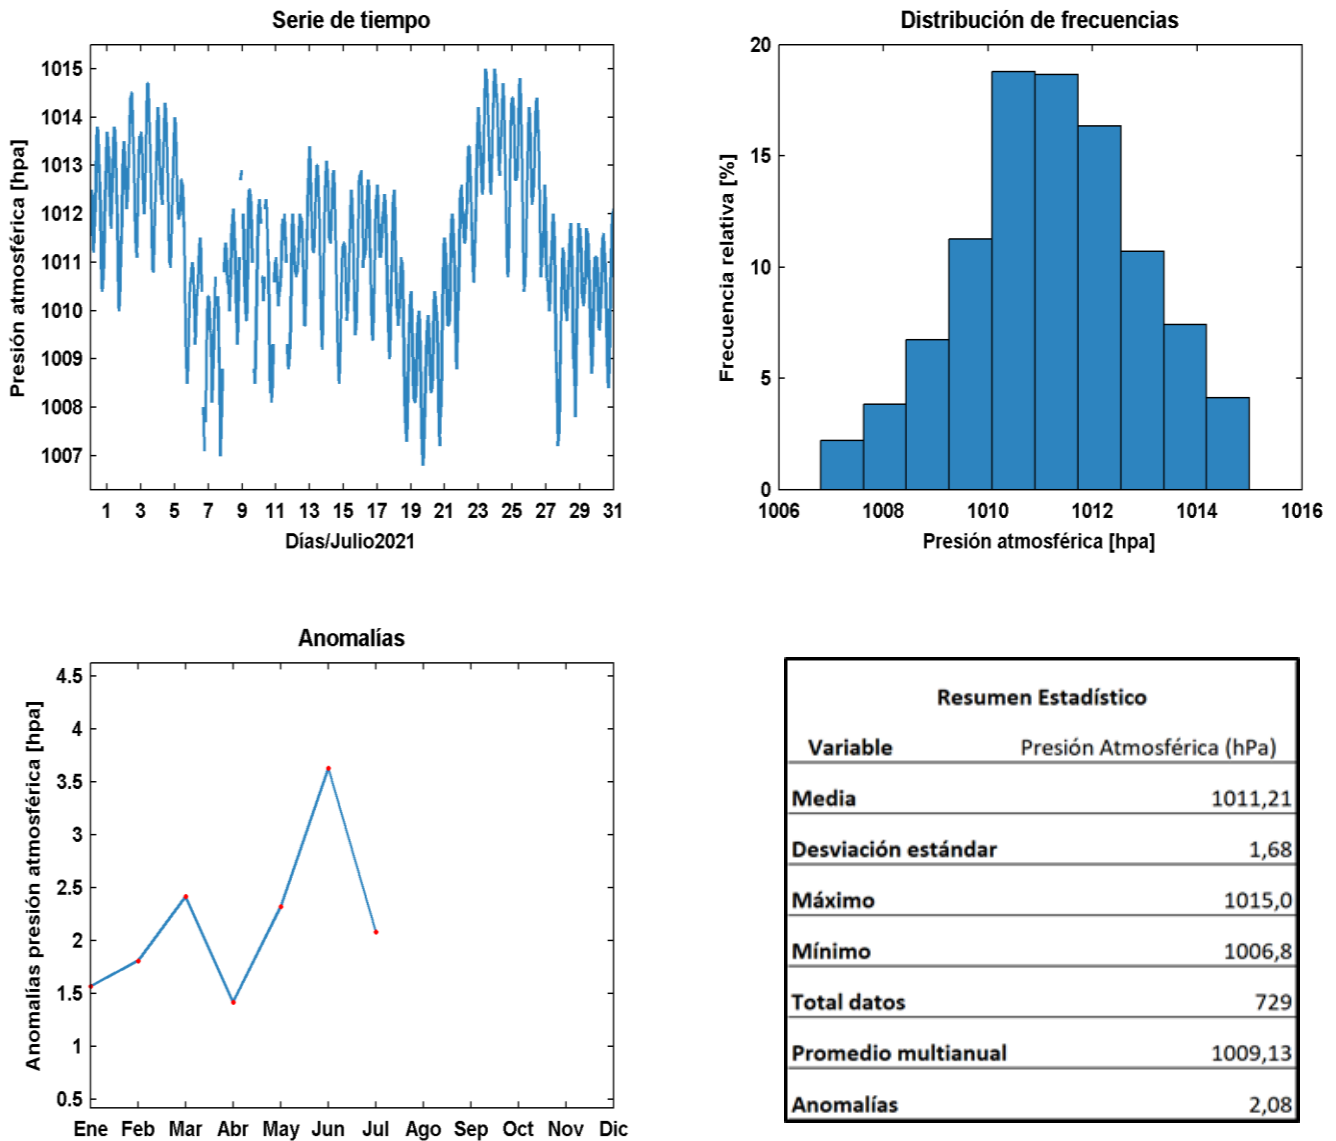 Serie de tiempo
Presión atmosférica [hpa]
1015
1014
1013
1012
1011
1010
1009
1008
1007
1 3 5 7 9 11 13 15 17 19 21 23 25 27 29 31
Días/Julio2021
Distribución de frecuencias
Frecuencia relativa [%]
20
15
10
5
0
1006 1008 1010 1012 1014 1016
Presión atmosférica [hpa]
Anomalías
Anomalías presión atmosférica [hpa]
4.5
4
3.5
3
2.5
2
1.5
1
0.5
Ene Feb Mar Abr May Jun Jul Ago Sep Oct Nov Dic
Resumen Estadístico
Variable Presión Atmosférica (hPa)
Media 1011,21
Desviación estándar 1,68
Máximo 1015,0
Mínimo 1006,8
Total datos 729
Promedio multianual 1009,13
Anomalías 2,08